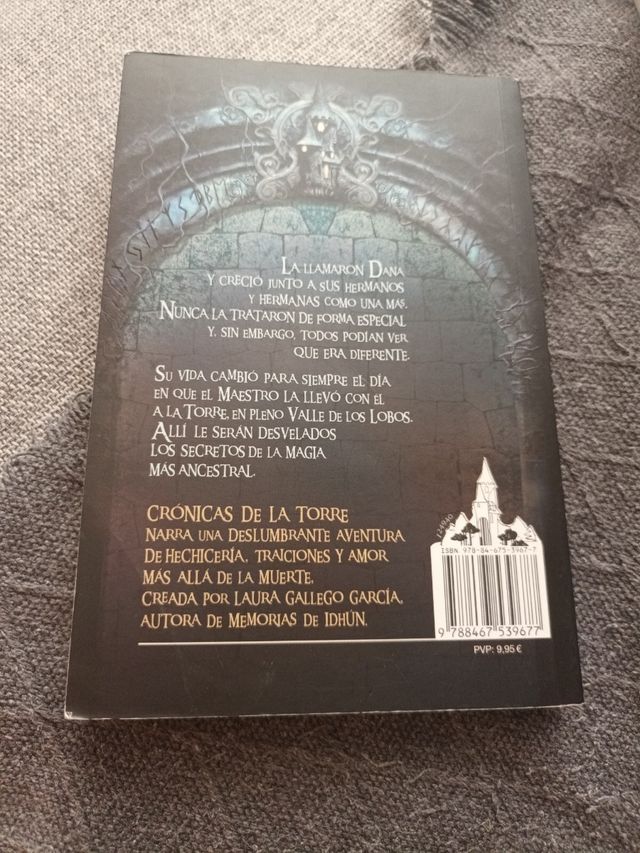 La llamaron Dana
y creció junto a sus hermanos
y hermanas como una más.
Nunca la trataron de forma especial
y, sin embargo, todos podían ver
que era diferente.
Su vida cambió para siempre el día
en que el Maestro la llevó con él
a la Torre, en pleno Valle de los Lobos.
Allí le serán desvelados
los secretos de la magia
más ancestral.
CRÓNICAS DE LA TORRE
narra una deslumbrante aventura
de hechicería, traiciones y amor
más allá de la muerte,
creada por Laura Gallego García,
autora de Memorias de Idhún.
124920
ISBN 978-84-675-3967-7
9 788467 539677
PVP: 9,95 €